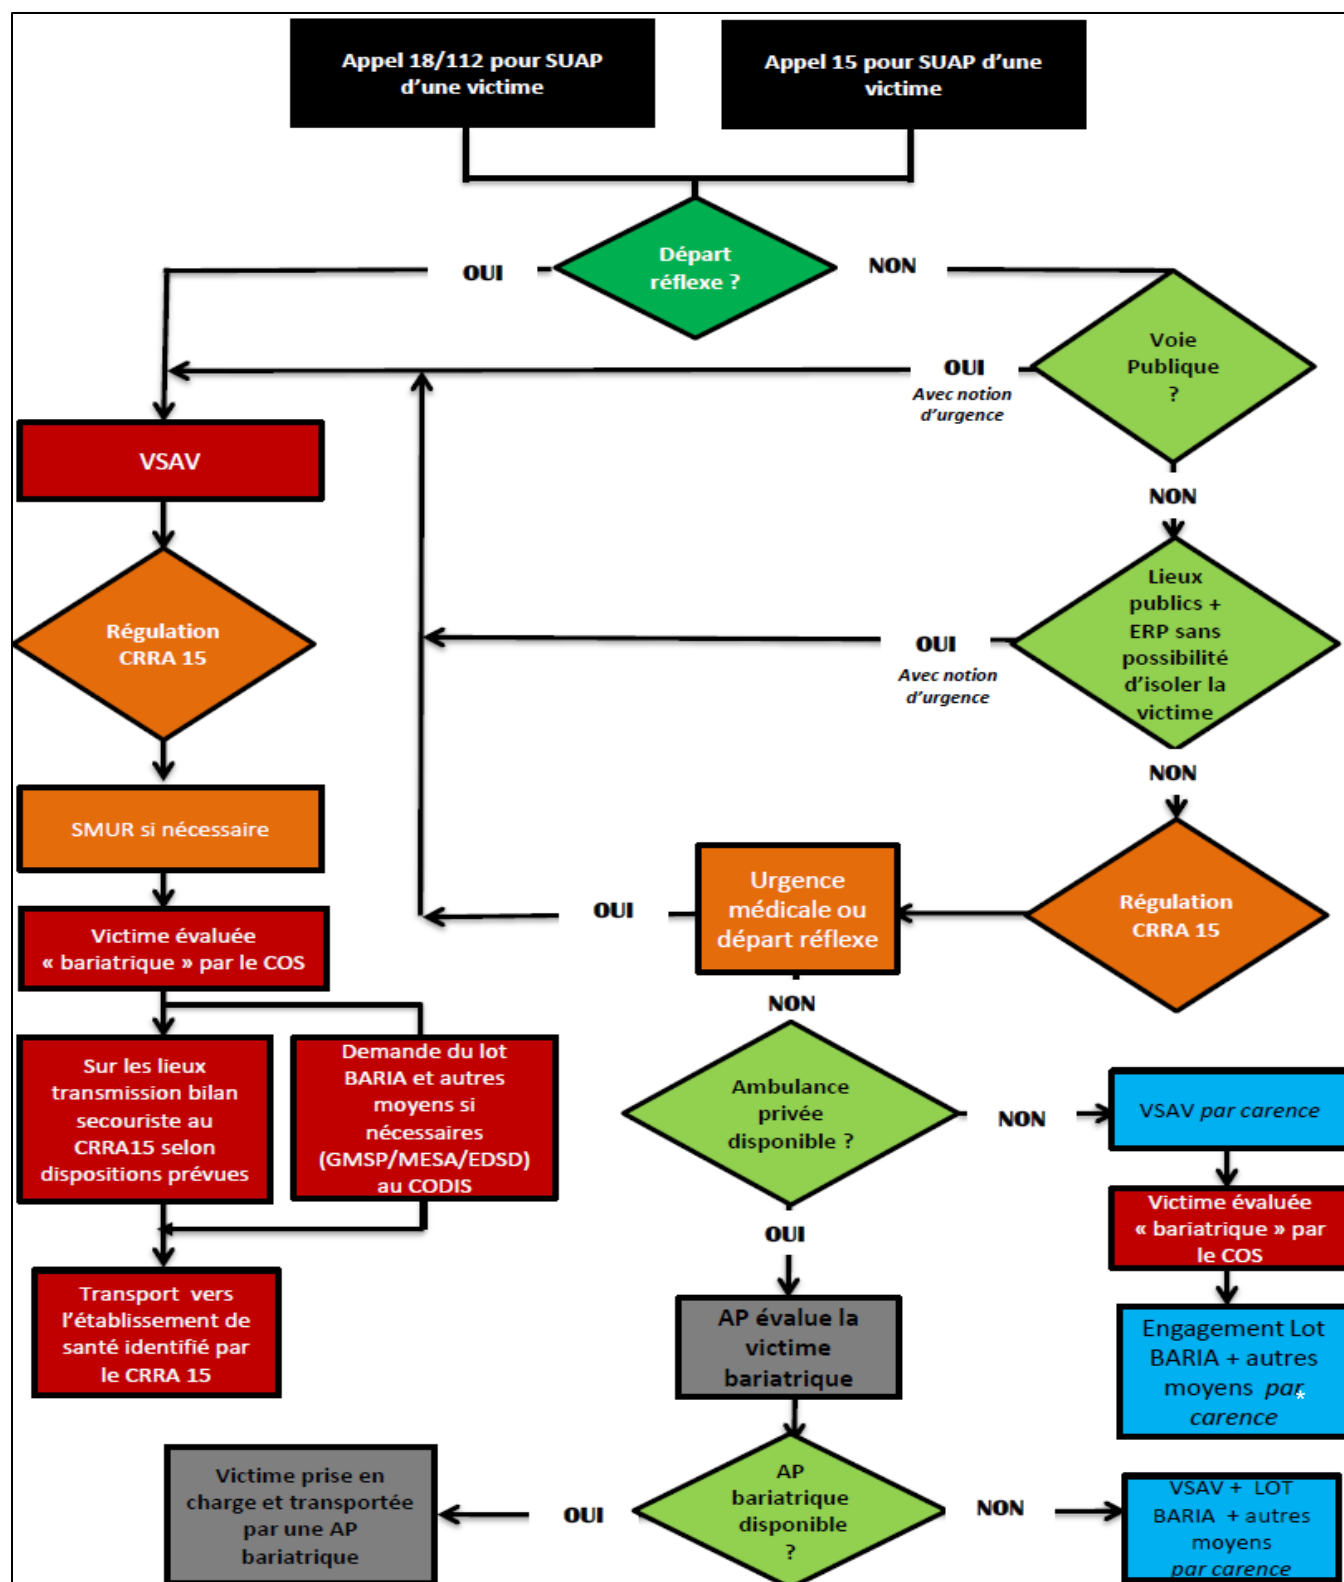 Appel 18/112 pour SUAP
d'une victime
Appel 15 pour SUAP d'une
victime
Départ
réflexe ?
OUI
NON
Voie
Publique
?
OUI
Avec notion
d'urgence
NON
VSAV
Lieux
publics +
ERP sans
possibilité
d'isoler la
victime
OUI
Avec notion
d'urgence
NON
Régulation
CRRA 15
SMUR si nécessaire
Urgence
médicale ou
départ réflexe
OUI
Régulation
CRRA 15
Victime évaluée
« bariatrique » par le COS
NON
Sur les lieux
transmission bilan
secouriste au
CRRA15 selon
dispositions prévues
Demande du lot
BARIA et autres
moyens si
nécessaires
(GMSP/MESA/EDSD)
au CODIS
Ambulance
privée
disponible ?
NON
VSAV par carence
OUI
Victime évaluée
« bariatrique » par
le COS
Transport vers
l'établissement de
santé identifié par
le CRRA 15
AP évalue la
victime
bariatrique
Engagement Lot
BARIA + autres
moyens par
*
carence
Victime prise en
charge et transportée
par une AP
bariatrique
OUI
AP
bariatrique
disponible
?
NON
VSAV + LOT
BARIA + autres
moyens
par carence